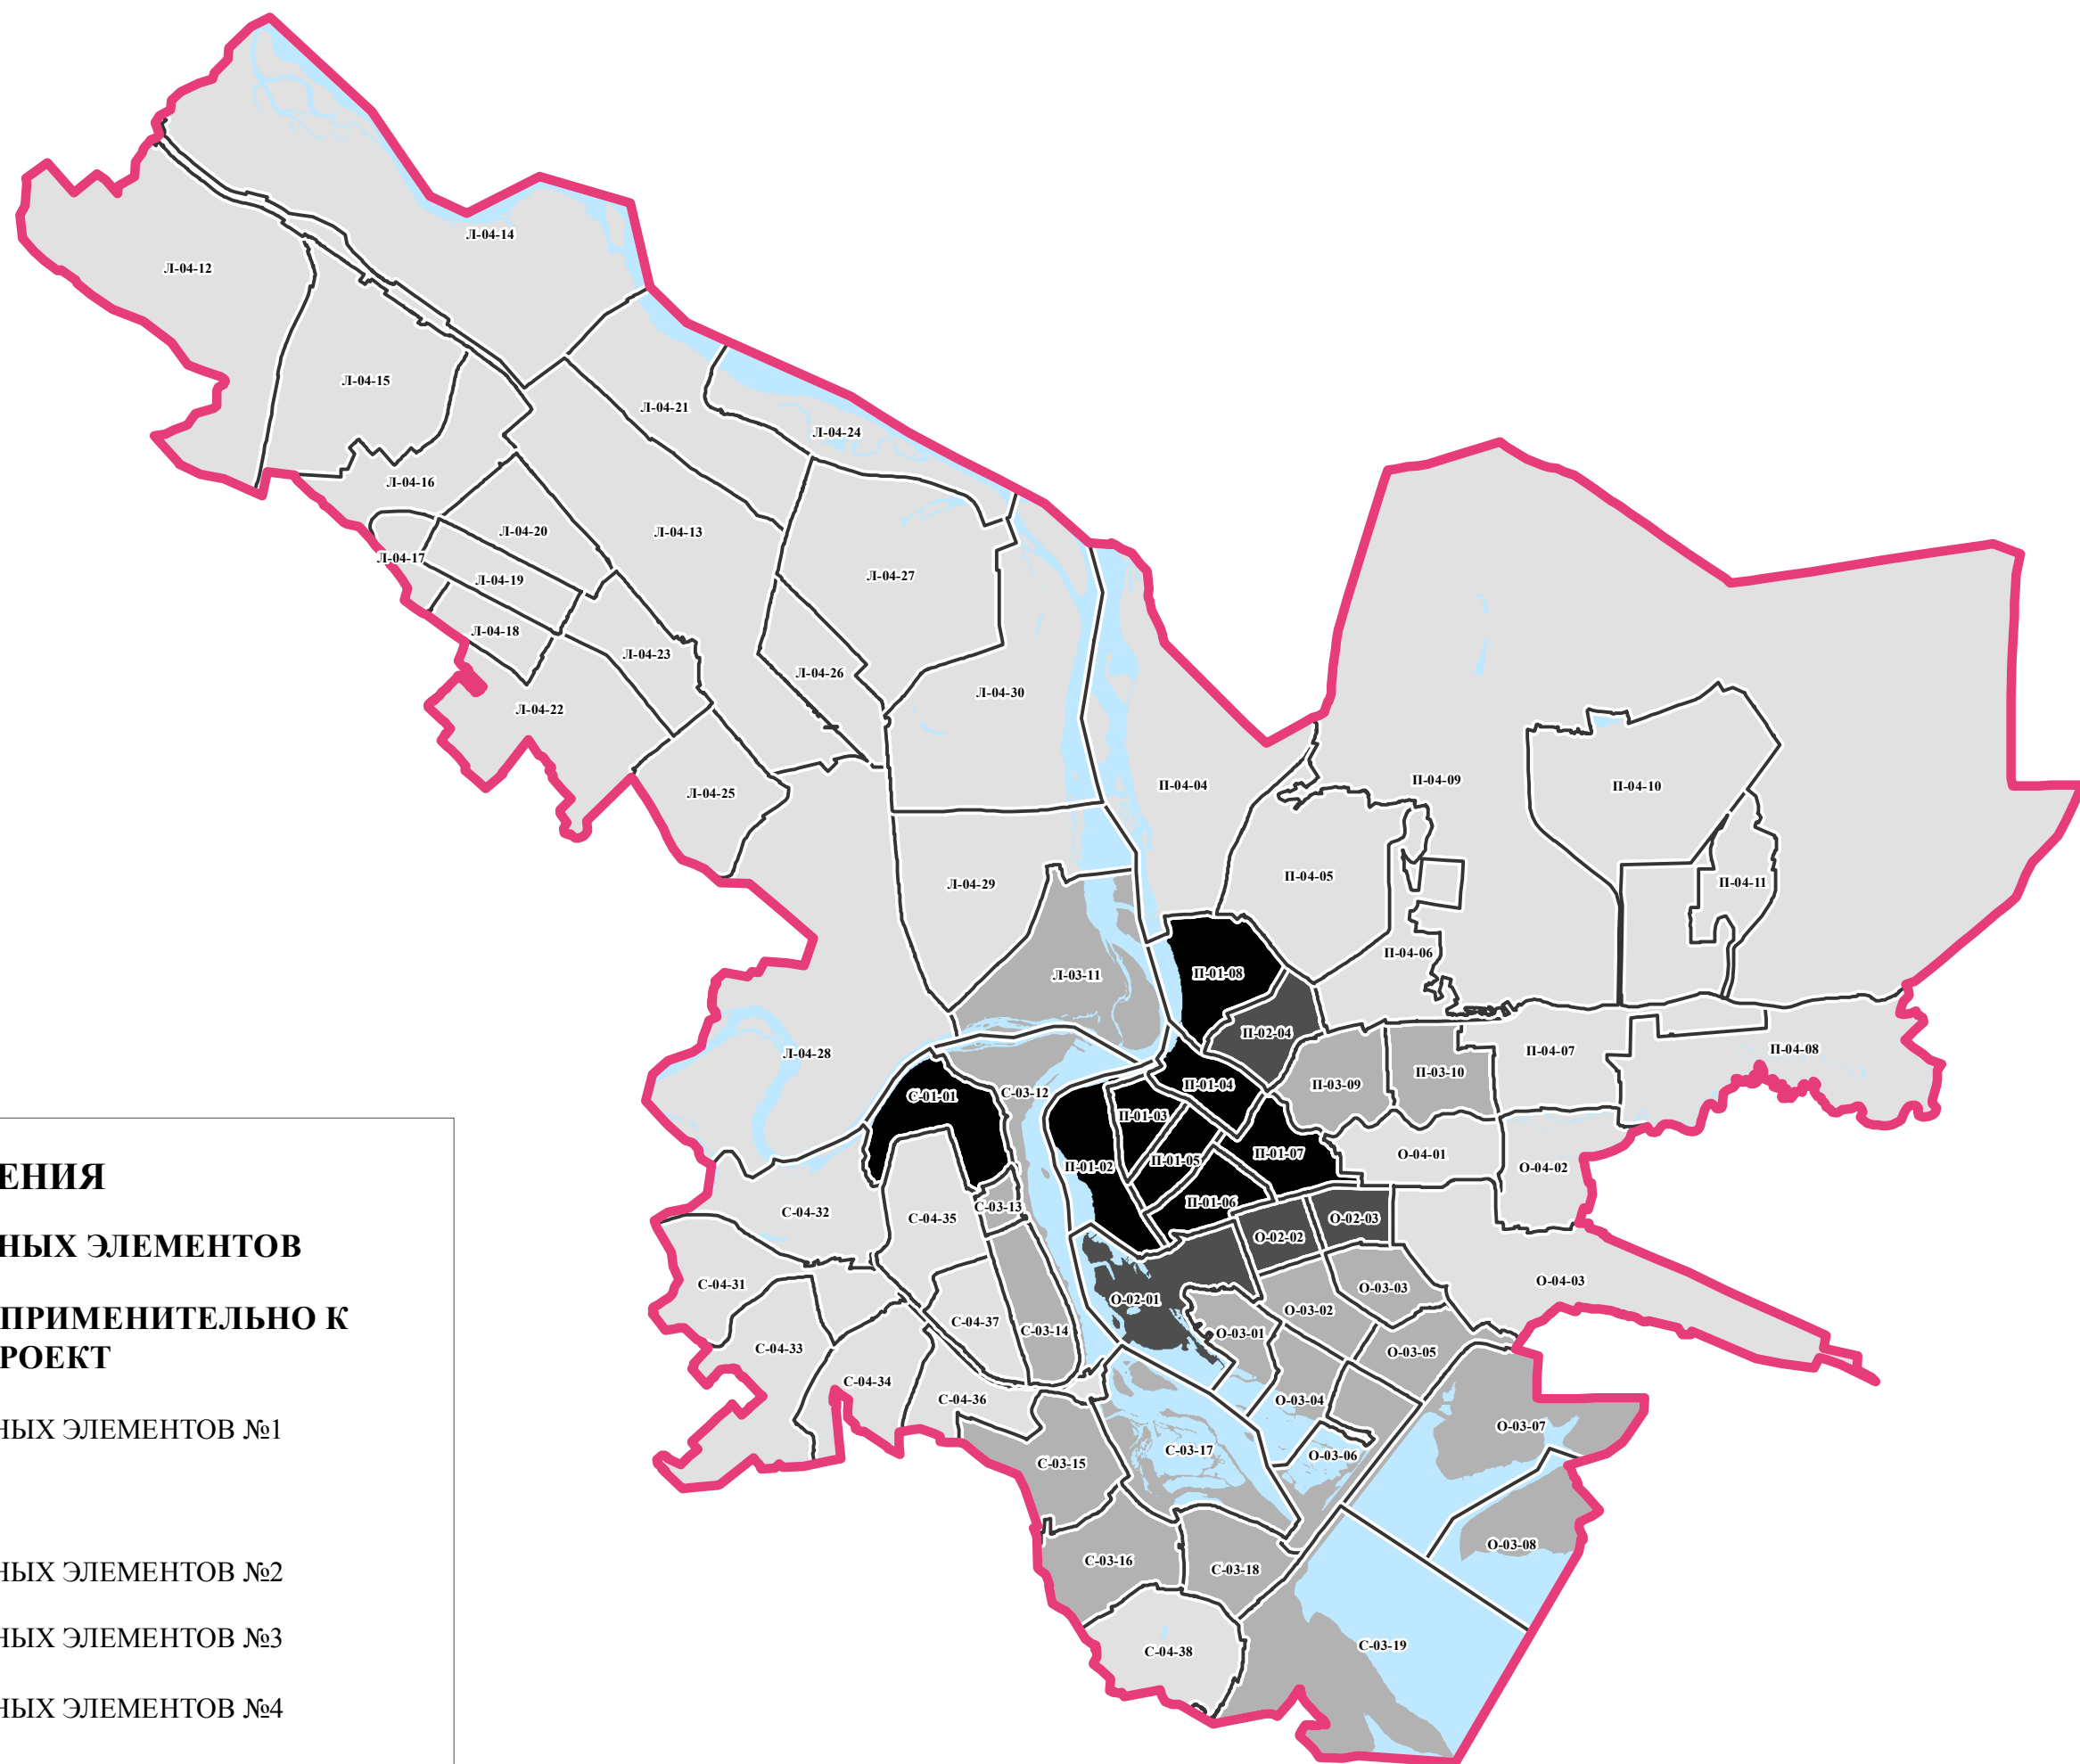 Л-04-14
Л-04-12
Л-04-15
Л-04-21
Л-04-24
Л-04-16
Л-04-20
Л-04-13
Л-04-17
Л-04-19
Л-04-27
Л-04-18
Л-04-23
Л-04-26
Л-04-30
Л-04-22
Л-04-25
П-04-04
П-04-09
П-04-10
Л-04-29
П-04-05
П-04-11
П-04-06
Л-03-11
П-01-08
П-02-04
Л-04-28
П-04-07
П-04-08
С-01-01
С-03-12
П-01-04
П-03-09
П-03-10
П-01-03
П-01-02
П-01-05
П-01-07
О-04-01
О-04-02
С-04-32
С-04-35
С-03-13
П-01-06
О-02-02
О-02-03
С-04-31
О-02-01
О-03-03
О-04-03
С-04-37
С-03-14
О-03-01
О-03-02
С-04-33
О-03-05
С-04-34
С-04-36
О-03-04
О-03-07
С-03-15
С-03-17
О-03-06
С-03-16
С-03-18
О-03-08
С-04-38
С-03-19
ЕНИЯ
НЫХ ЭЛЕМЕНТОВ
ПРИМЕНИТЕЛЬНО К
РОЕКТ
НЫХ ЭЛЕМЕНТОВ №1
НЫХ ЭЛЕМЕНТОВ №2
НЫХ ЭЛЕМЕНТОВ №3
НЫХ ЭЛЕМЕНТОВ №4